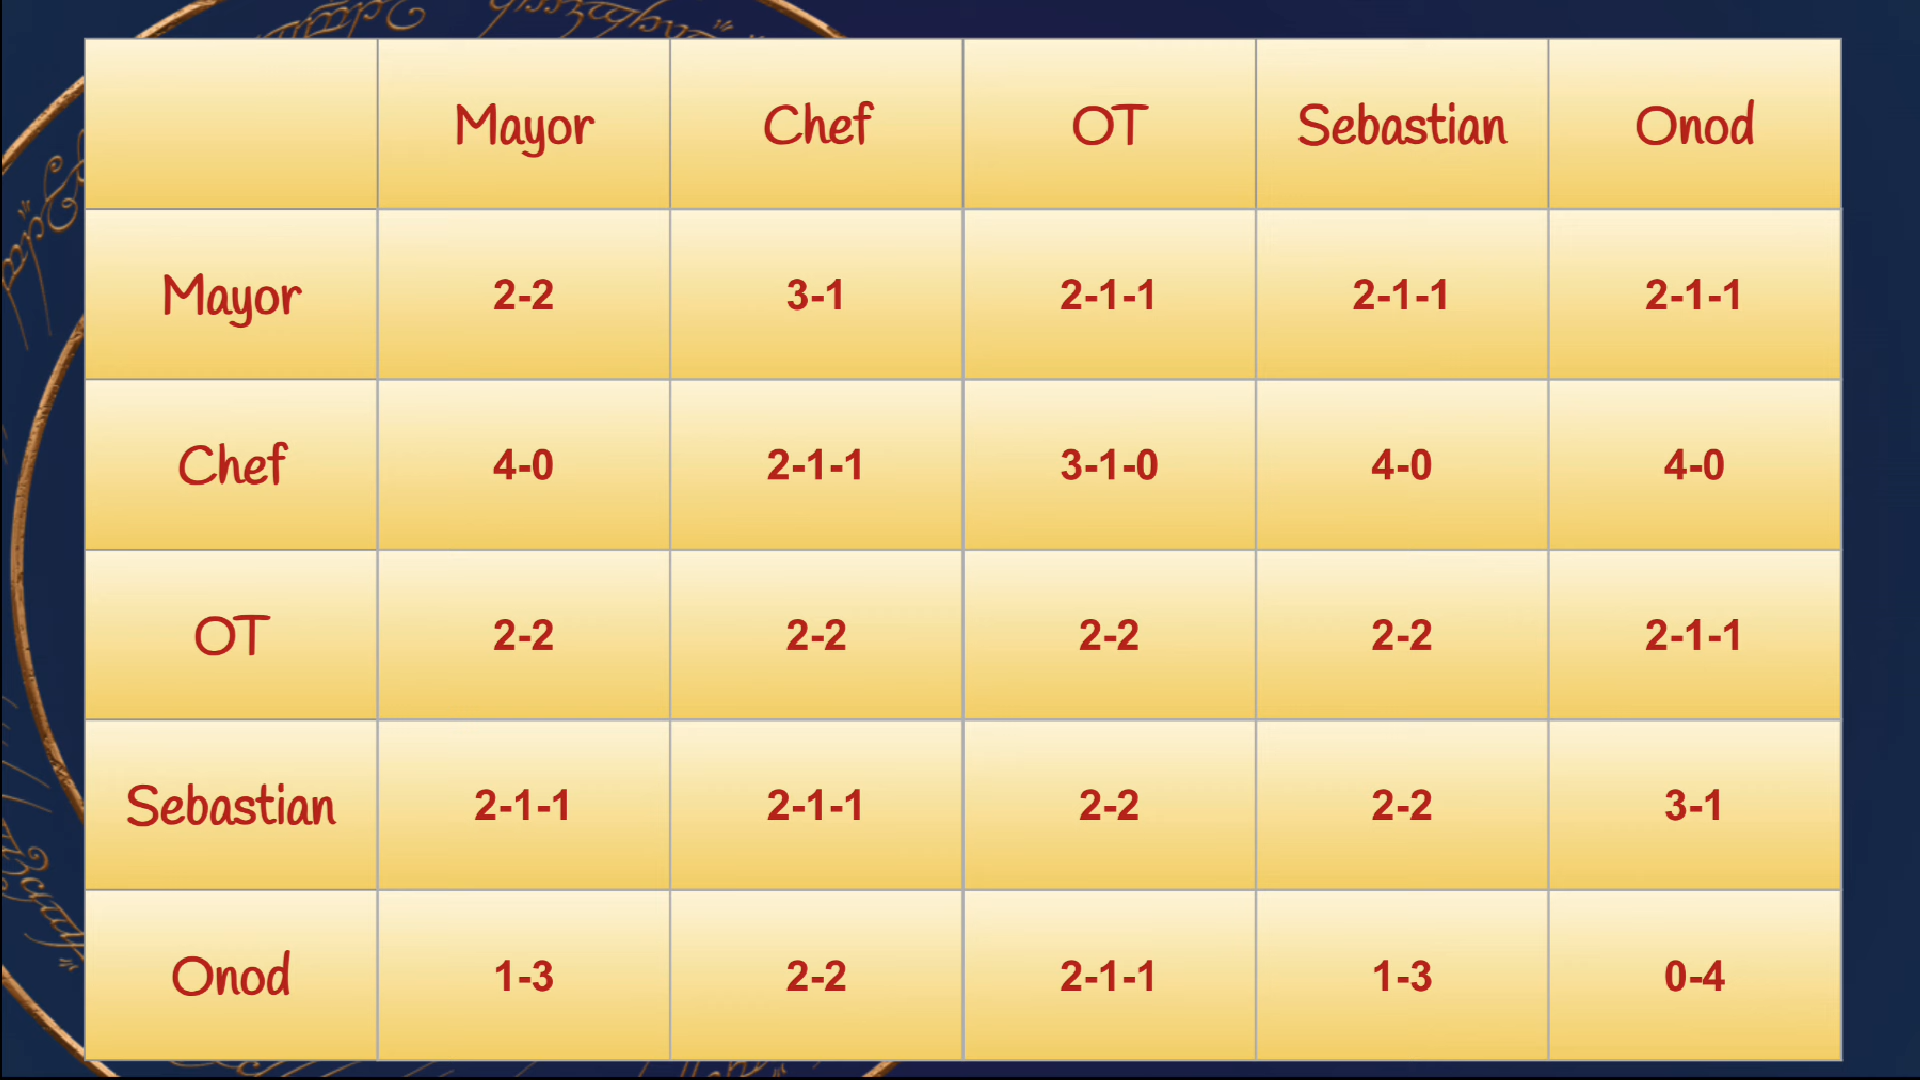 Mayor Chef OT Sebastian Onod
Mayor 2-2 3-1 2-1-1 2-1-1 2-1-1
Chef 4-0 2-1-1 3-1-0 4-0 4-0
OT 2-2 2-2 2-2 2-2 2-1-1
Sebastian 2-1-1 2-1-1 2-2 2-2 3-1
Onod 1-3 2-2 2-1-1 1-3 0-4